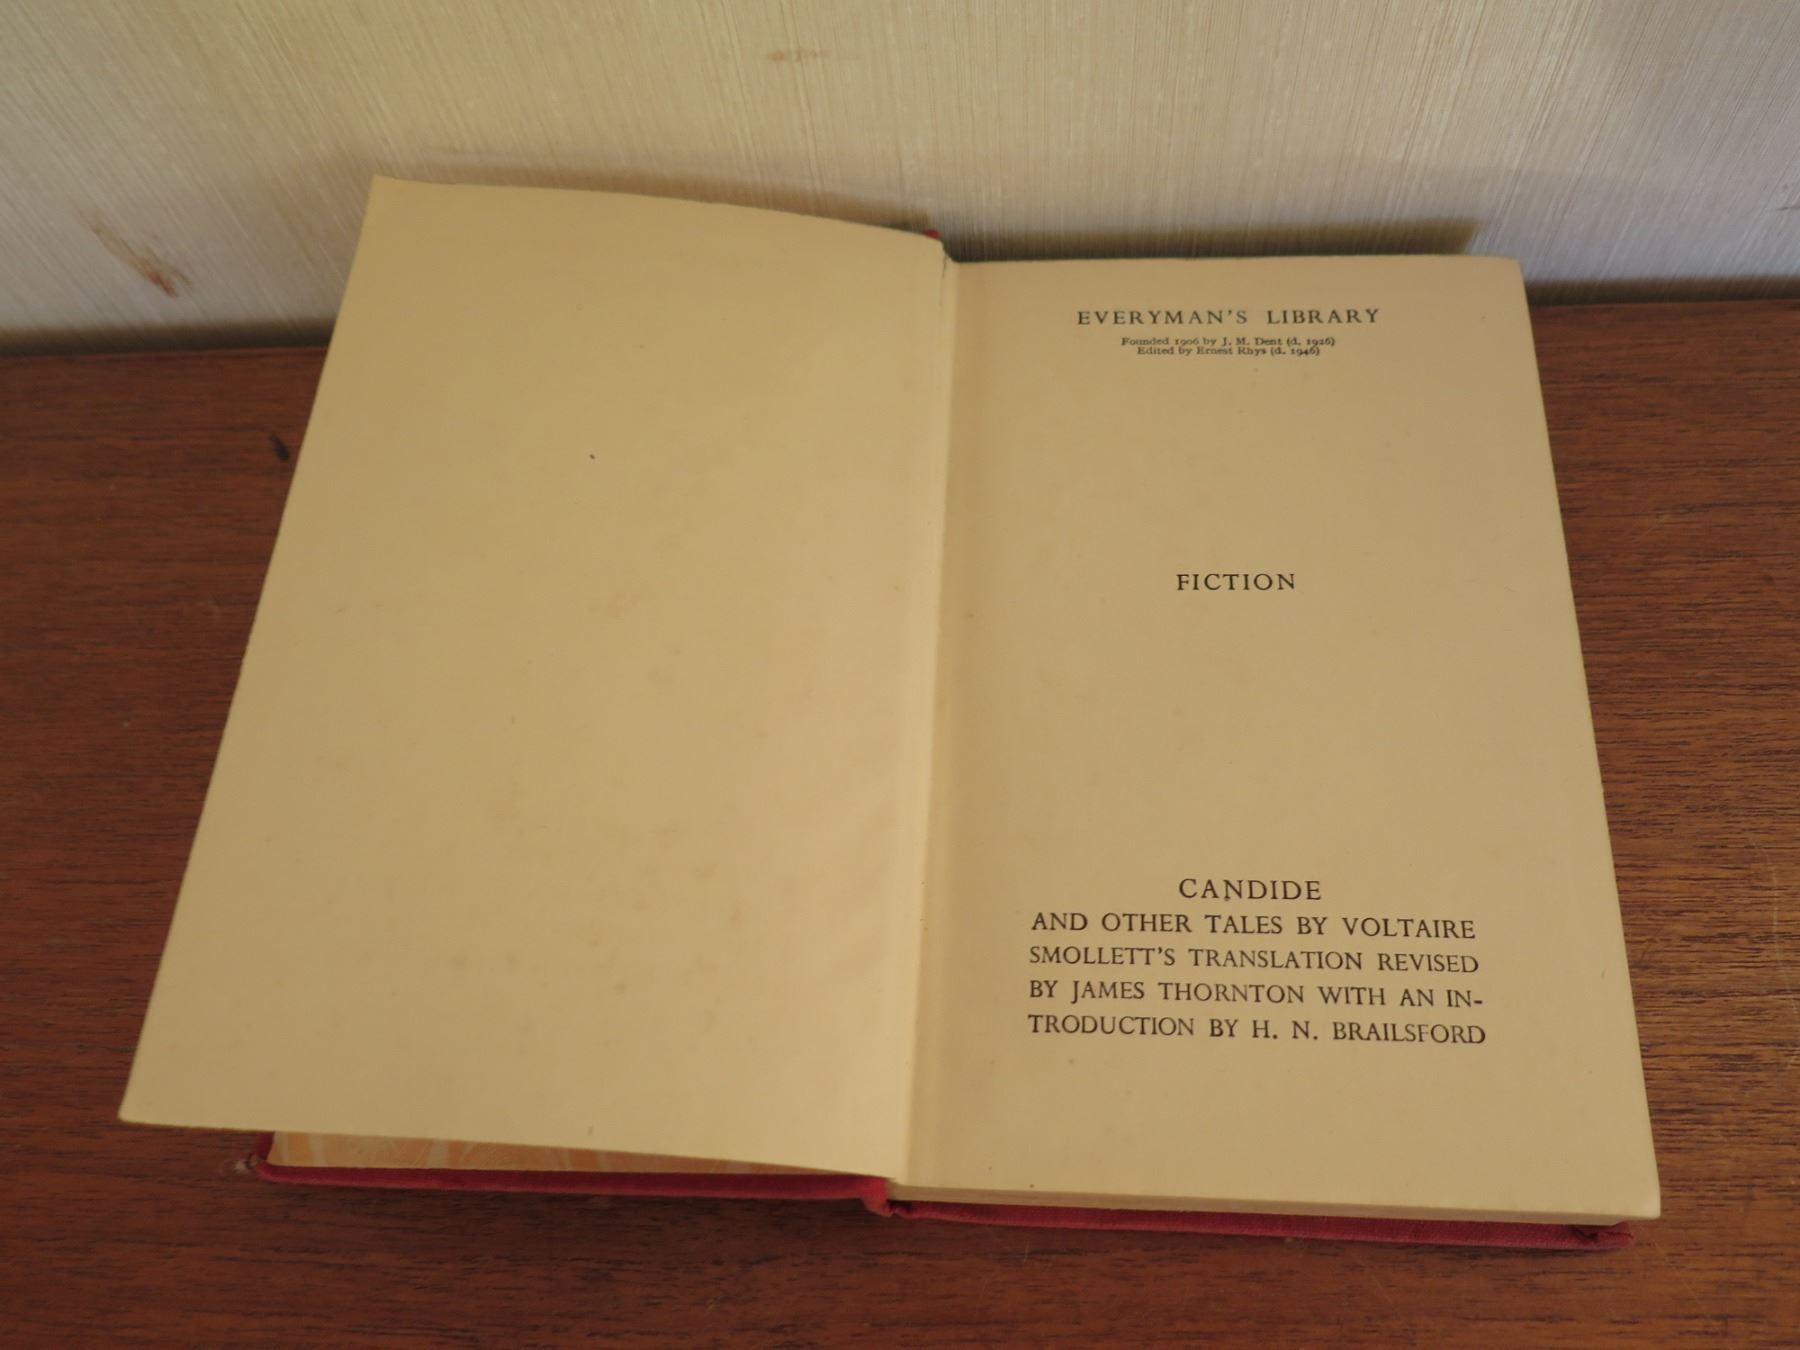 EVERYMAN'S LIBRARY
Founded 1906 by J. M. Dent (d. 1926)
Edited by Ernest Rhys (d. 1946)
FICTION
CANDIDE
AND OTHER TALES BY VOLTAIRE
SMOLLETT'S TRANSLATION REVISED
BY JAMES THORNTON WITH AN IN-
TRODUCTION BY H. N. BRAILSFORD